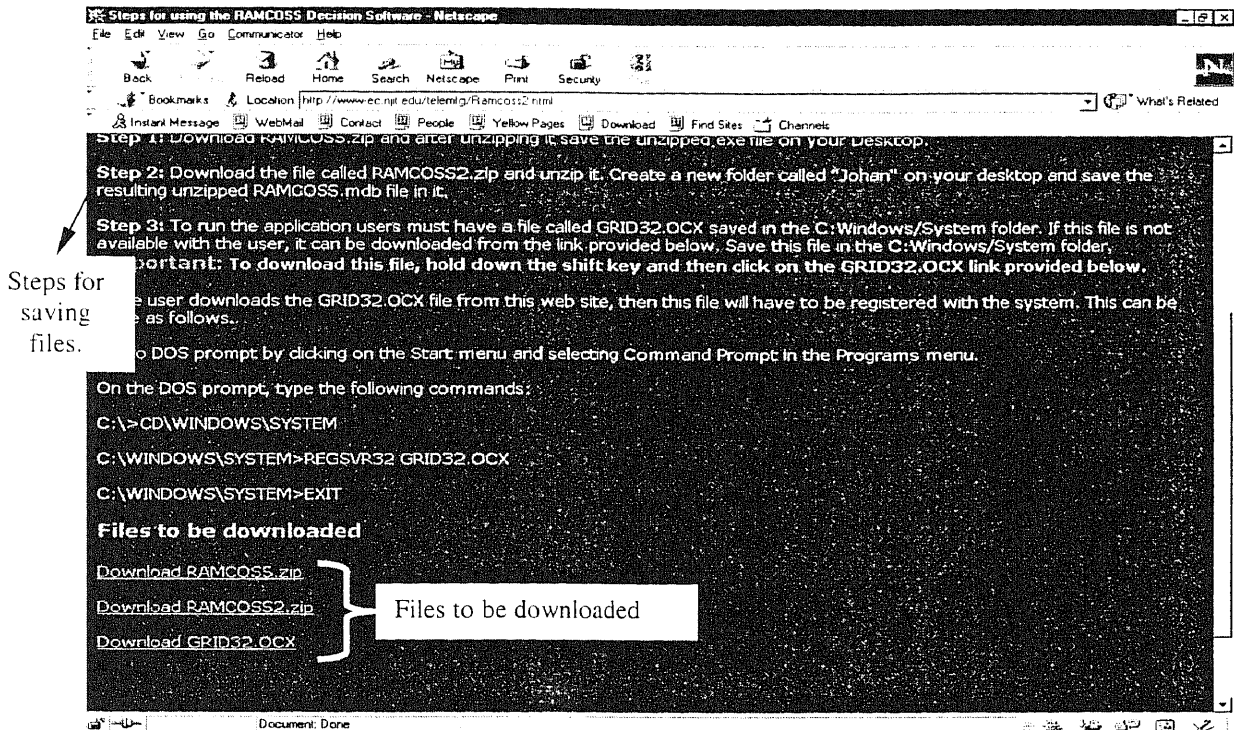 Steps for using the RAMCOSS Decision Software - Netscape
File Edit View Go Communicator Help
Back Reload Home Search Netscape Print Security
Bookmarks Location http://www-ec.njit.edu/telemtg/Ramcoss2.html What's Related
Instant Message WebMail Contact People Yellow Pages Download Find Sites Channels
Step 1: Download RAMCOSS.zip and after unzipping it save the unzipped exe file on your Desktop.
Step 2: Download the file called RAMCOSS2.zip and unzip it. Create a new folder called "Johan" on your desktop and save the
resulting unzipped RAMCOSS.mdb file in it.
Step 3: To run the application users must have a file called GRID32.OCX saved in the C:Windows/System folder. If this file is not
available with the user, it can be downloaded from the link provided below. Save this file in the C:Windows/System folder.
portant: To download this file, hold down the shift key and then click on the GRID32.OCX link provided below.
Steps for
saving
files.
e user downloads the GRID32.OCX file from this web site, then this file will have to be registered with the system. This can be
e as follows.
o DOS prompt by clicking on the Start menu and selecting Command Prompt in the Programs menu.
On the DOS prompt, type the following commands:
C:\>CD\WINDOWS\SYSTEM
C:\WINDOWS\SYSTEM>REGSVR32 GRID32.OCX
C:\WINDOWS\SYSTEM>EXIT
Files to be downloaded
Download RAMCOSS.zip
Download RAMCOSS2.zip
Download GRID32.OCX
Files to be downloaded
Document: Done